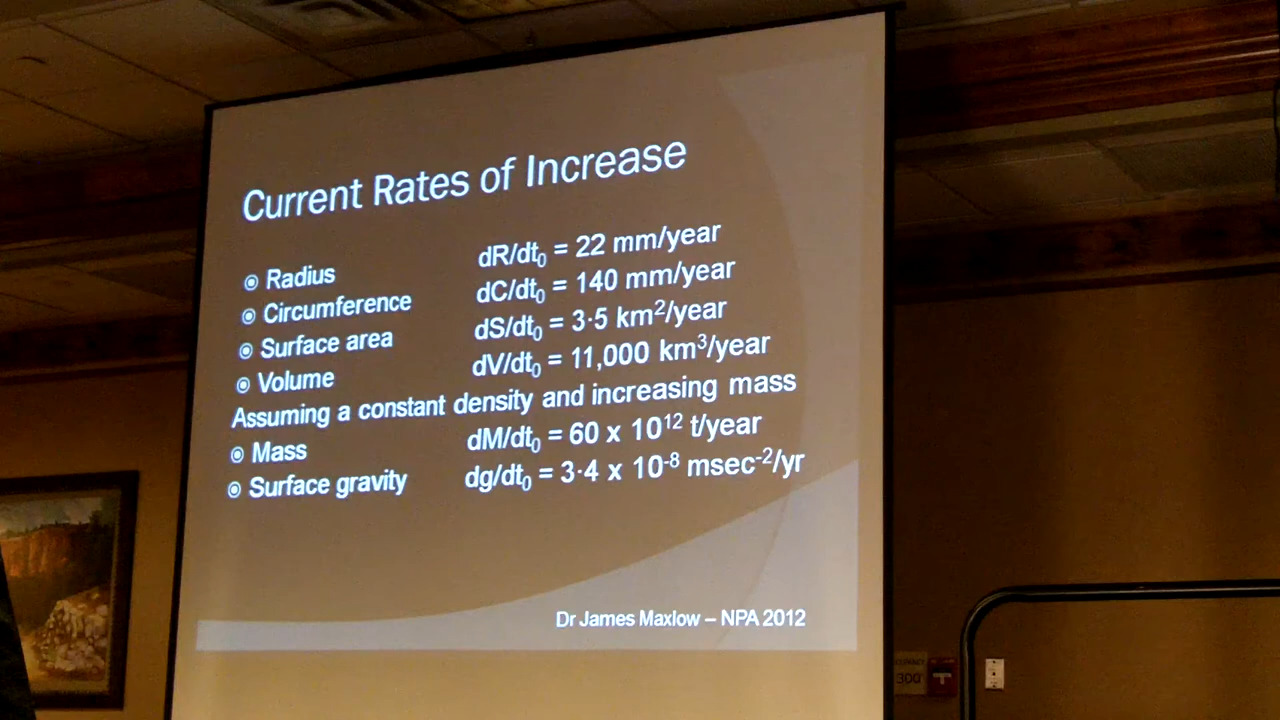 Current Rates of Increase
Radius dR/dt₀ = 22 mm/year
Circumference dC/dt₀ = 140 mm/year
Surface area dS/dt₀ = 3·5 km²/year
Volume dV/dt₀ = 11,000 km³/year
Assuming a constant density and increasing mass
Mass dM/dt₀ = 60 x 10¹² t/year
Surface gravity dg/dt₀ = 3·4 x 10⁻⁸ msec⁻²/yr
Dr James Maxlow – NPA 2012
300